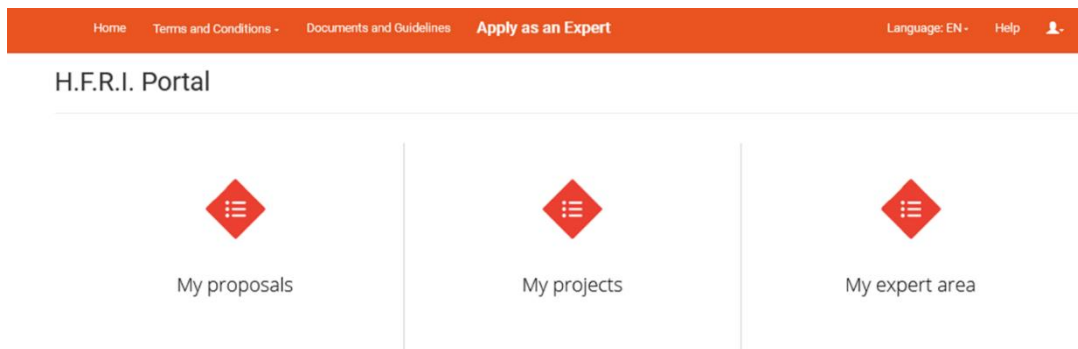 Home Terms and Conditions - Documents and Guidelines Apply as an Expert Language: EN - Help
H.F.R.I. Portal
My proposals My projects My expert area